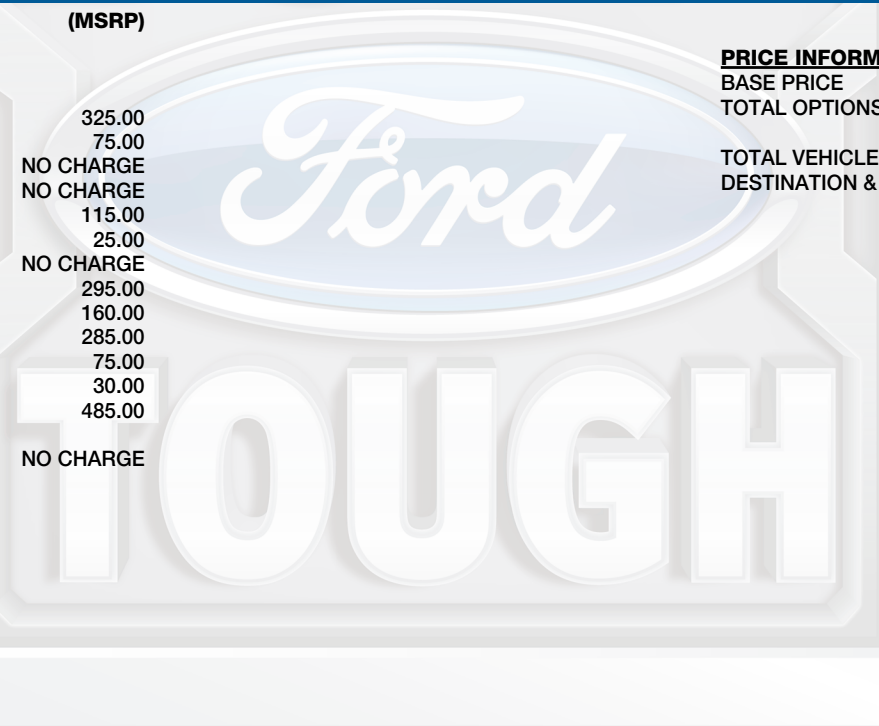 (MSRP)
325.00
75.00
NO CHARGE
NO CHARGE
115.00
25.00
NO CHARGE
295.00
160.00
285.00
75.00
30.00
485.00
NO CHARGE
PRICE INFORM
BASE PRICE
TOTAL OPTIONS
TOTAL VEHICLE
DESTINATION &
Ford
TOUGH